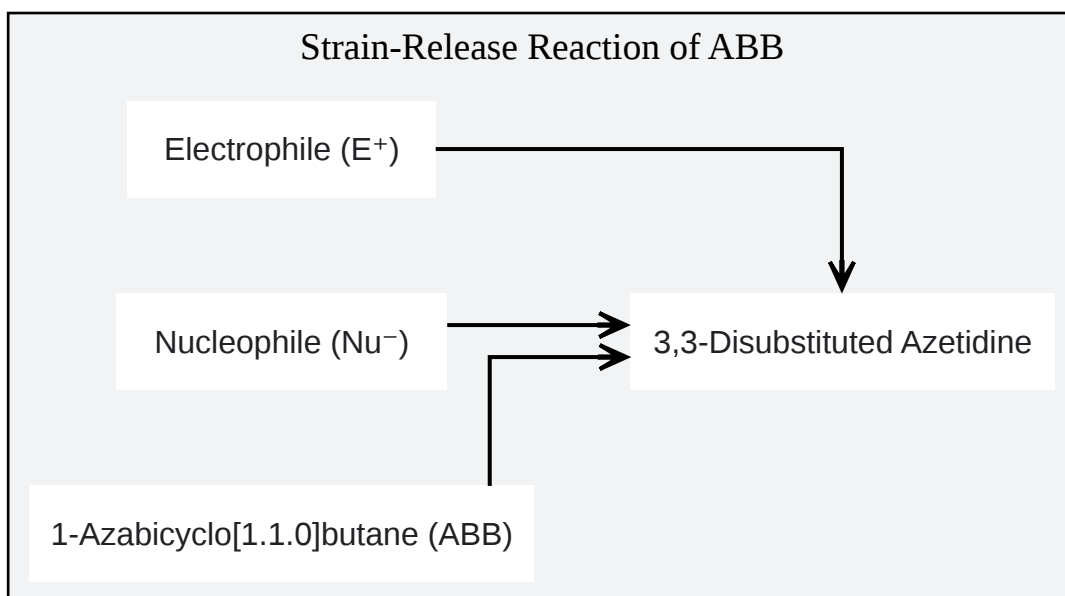 Strain-Release Reaction of ABB
Electrophile (E⁺)
Nucleophile (Nu⁻)
3,3-Disubstituted Azetidine
1-Azabicyclo[1.1.0]butane (ABB)